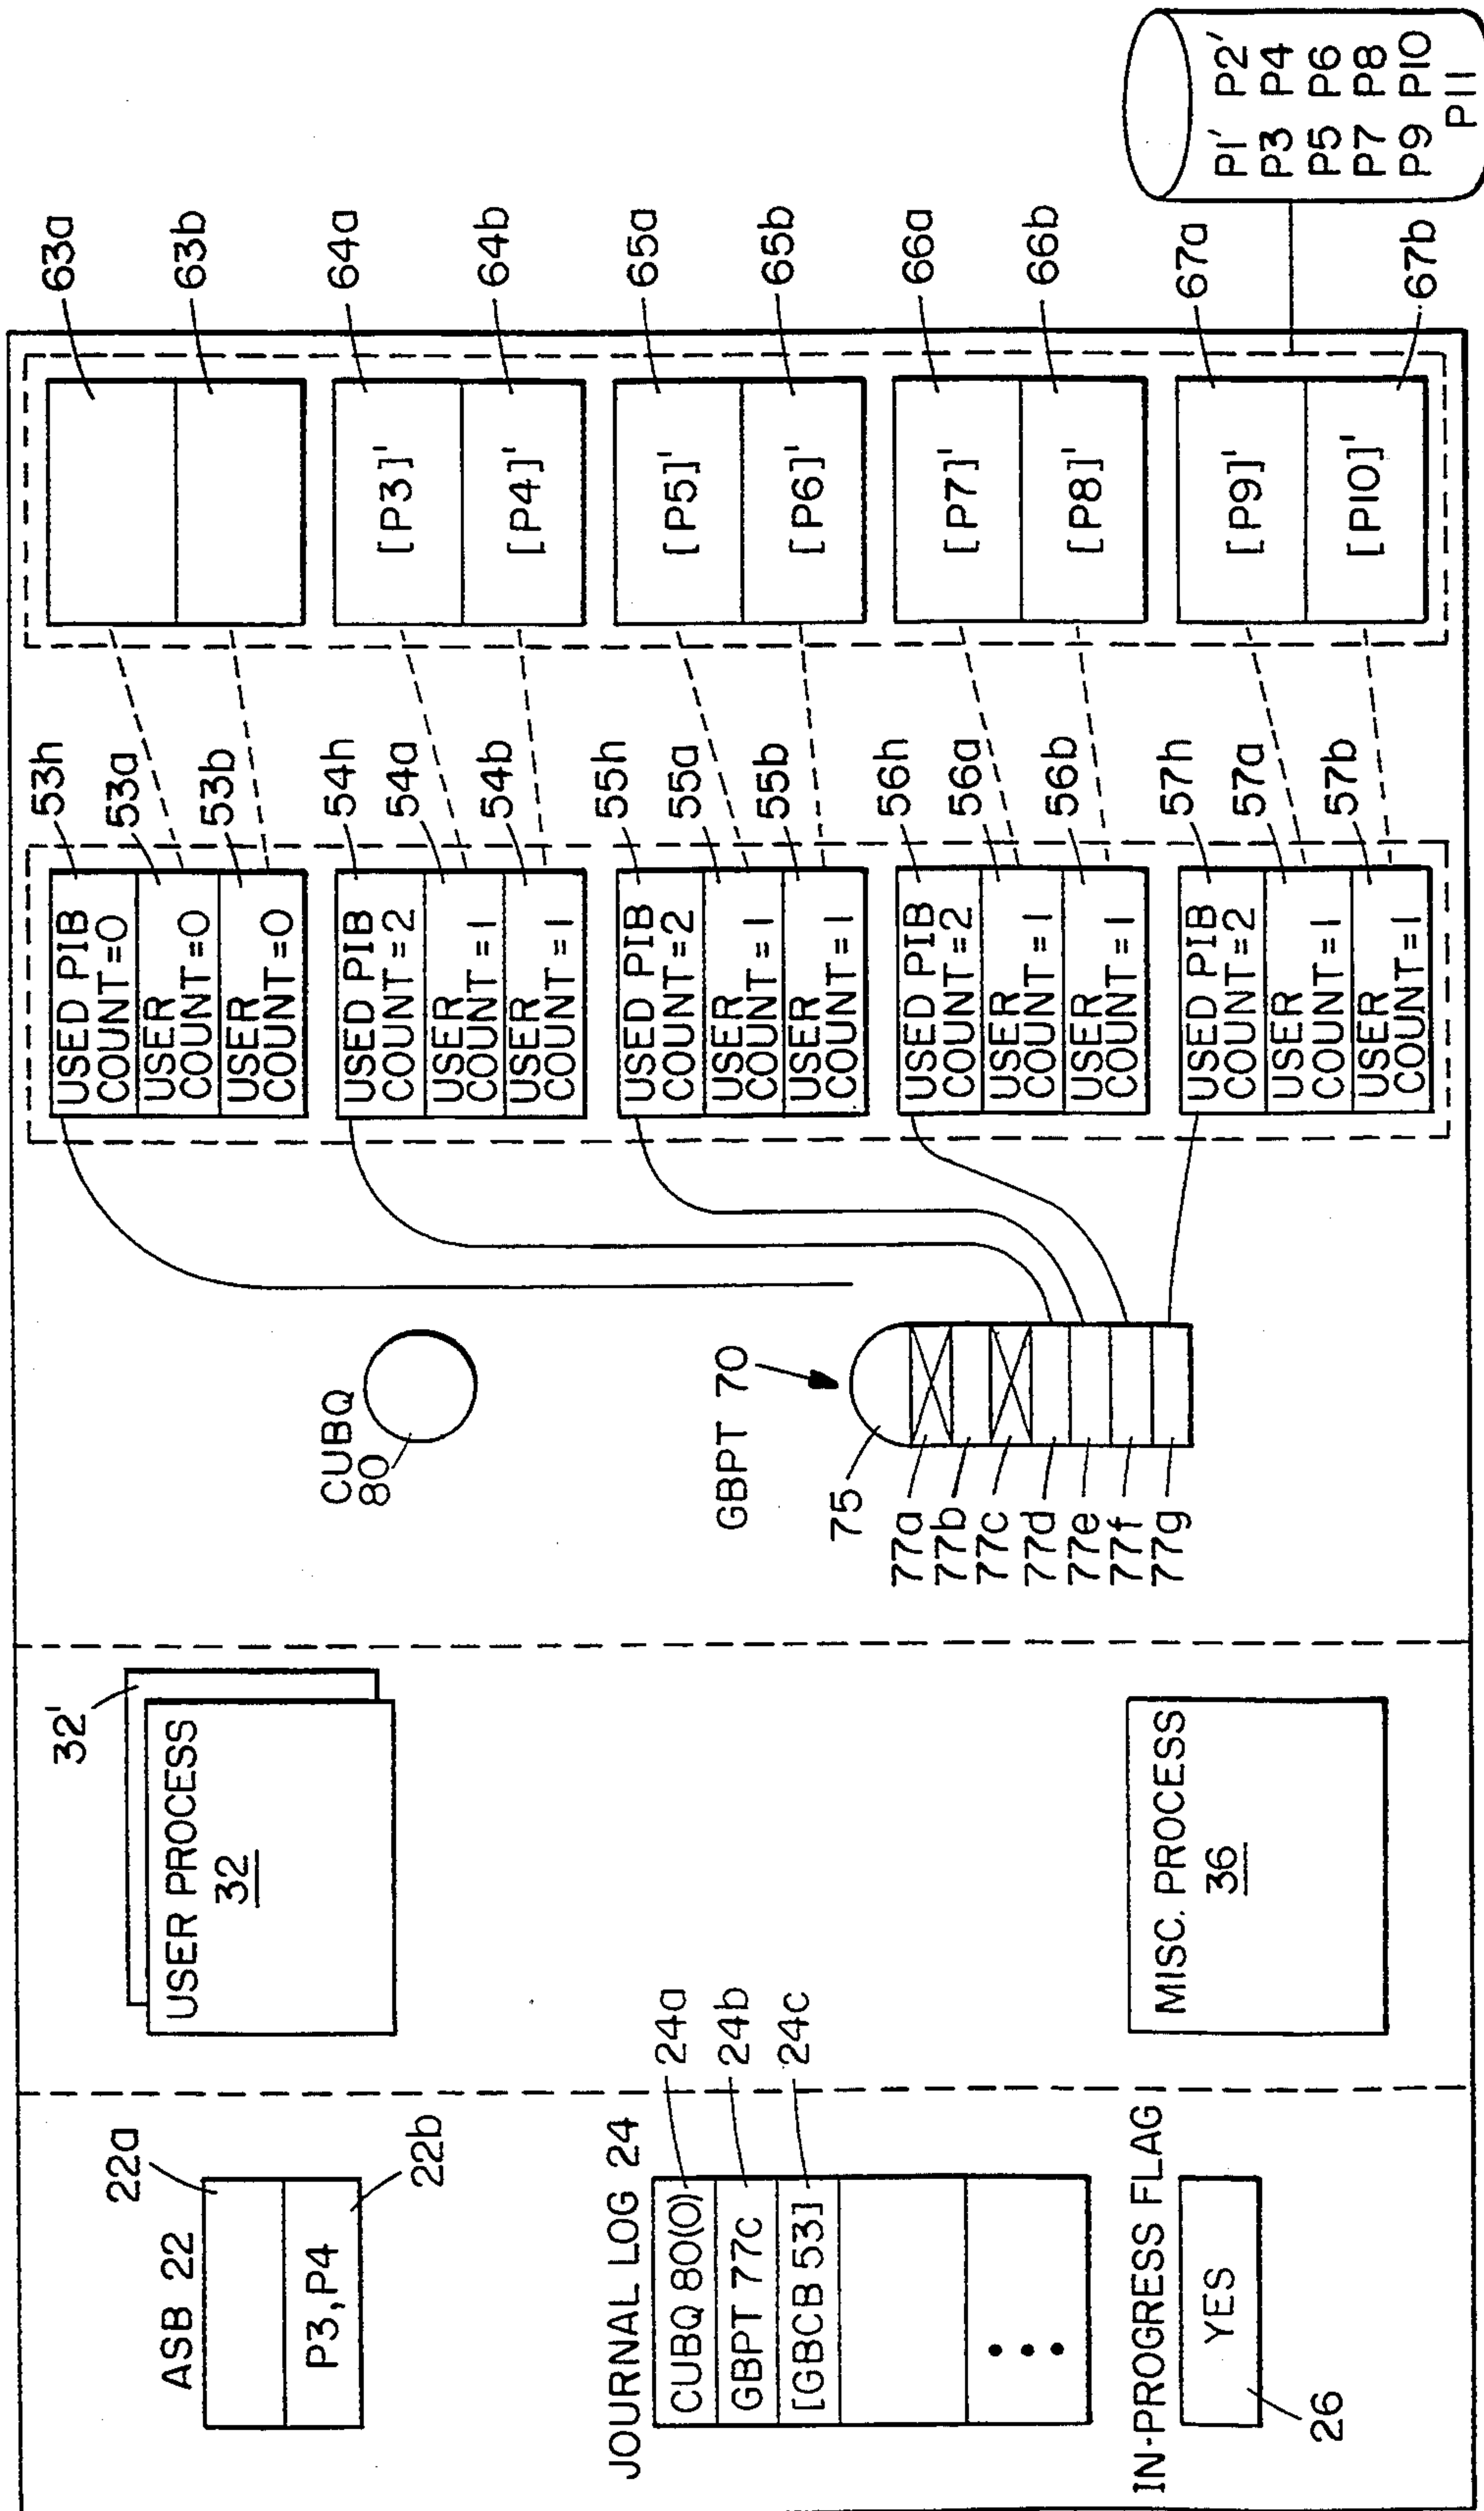 ASB 22
22a
P3,P4
22b
JOURNAL LOG 24
CUBQ 80(0)
24a
GBPT 77c
24b
[GBCB 53]
24c
IN-PROGRESS FLAG
YES
26
32'
USER PROCESS
32
MISC. PROCESS
36
CUBQ
80
GBPT 70
75
77a
77b
77c
77d
77e
77f
77g
53h
USED PIB
COUNT=0
53a
USER
COUNT=0
53b
USER
COUNT=0
54h
USED PIB
COUNT=2
54a
USER
COUNT=1
54b
USER
COUNT=1
55h
USED PIB
COUNT=2
55a
USER
COUNT=1
55b
USER
COUNT=1
56h
USED PIB
COUNT=2
56a
USER
COUNT=1
56b
USER
COUNT=1
57h
USED PIB
COUNT=2
57a
USER
COUNT=1
57b
USER
COUNT=1
63a
63b
64a
[P3]'
64b
[P4]'
65a
[P5]'
65b
[P6]'
66a
[P7]'
66b
[P8]'
67a
[P9]'
67b
[P10]'
P1' P2'
P3 P4
P5 P6
P7 P8
P9 P10
P11